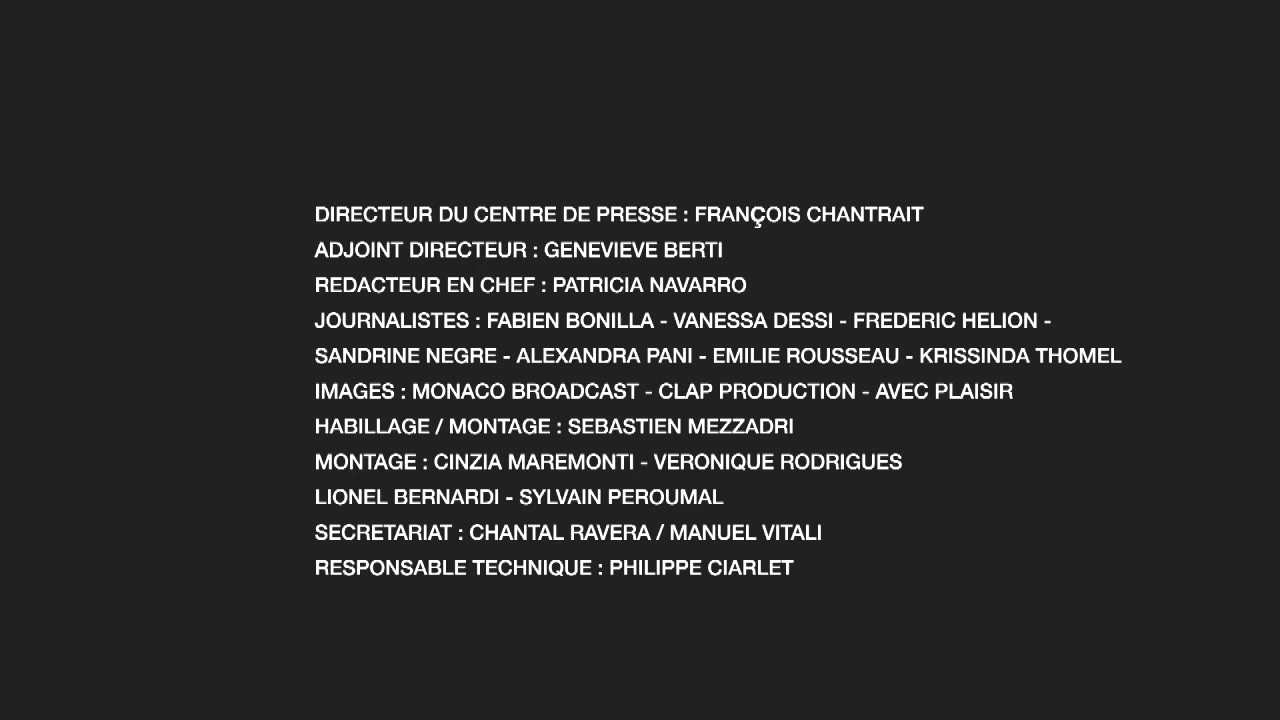 DIRECTEUR DU CENTRE DE PRESSE : FRANÇOIS CHANTRAIT
ADJOINT DIRECTEUR : GENEVIEVE BERTI
REDACTEUR EN CHEF : PATRICIA NAVARRO
JOURNALISTES : FABIEN BONILLA - VANESSA DESSI - FREDERIC HELION -
SANDRINE NEGRE - ALEXANDRA PANI - EMILIE ROUSSEAU - KRISSINDA THOMEL
IMAGES : MONACO BROADCAST - CLAP PRODUCTION - AVEC PLAISIR
HABILLAGE / MONTAGE : SEBASTIEN MEZZADRI
MONTAGE : CINZIA MAREMONTI - VERONIQUE RODRIGUES
LIONEL BERNARDI - SYLVAIN PEROUMAL
SECRETARIAT : CHANTAL RAVERA / MANUEL VITALI
RESPONSABLE TECHNIQUE : PHILIPPE CIARLET